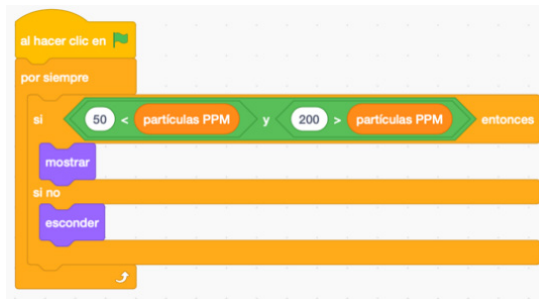 al hacer clic en
por siempre
si 50 < partículas PPM y 200 > partículas PPM entonces
mostrar
si no
esconder